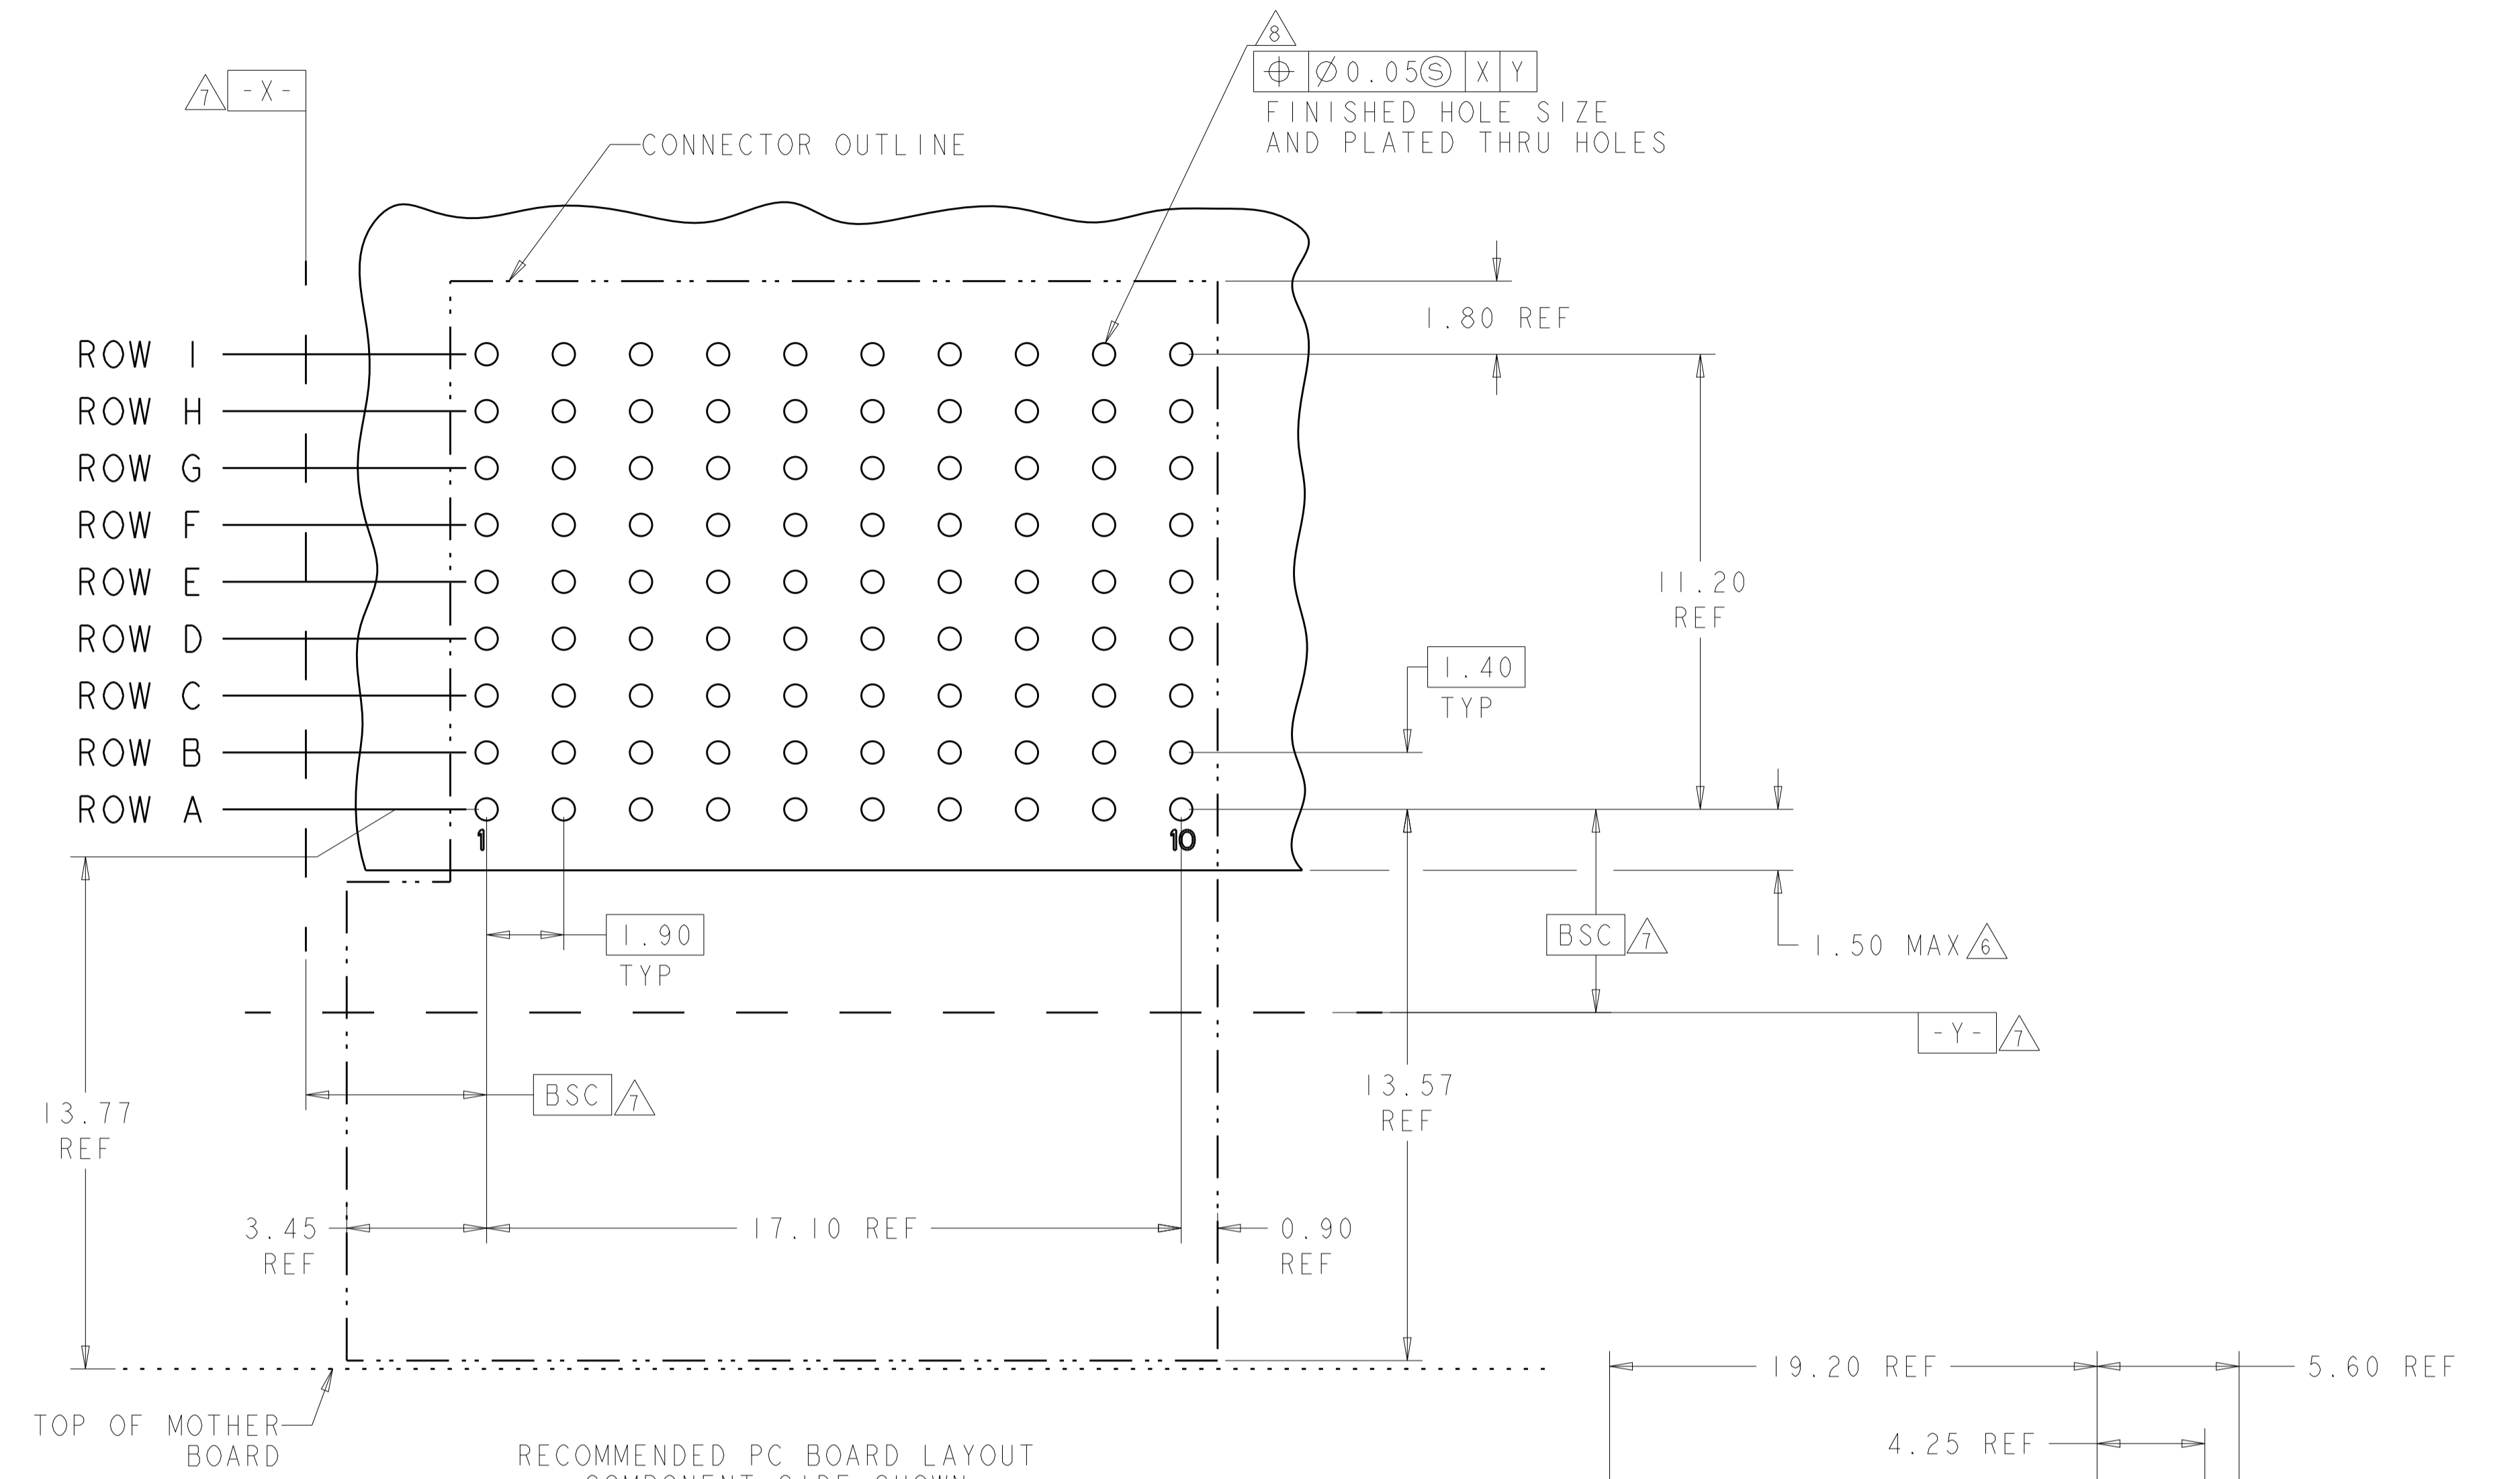 8
⌖ ⌀0.05Ⓢ X Y
FINISHED HOLE SIZE
AND PLATED THRU HOLES
7 -X-
CONNECTOR OUTLINE
1.80 REF
ROW I
ROW H
ROW G
ROW F
ROW E
ROW D
ROW C
ROW B
ROW A
1
10
11.20
REF
1.40
TYP
1.90
TYP
BSC 7
1.50 MAX 6
-Y- 7
BSC 7
13.77
REF
13.57
REF
3.45
REF
17.10 REF
0.90
REF
19.20 REF
5.60 REF
4.25 REF
TOP OF MOTHER
BOARD
RECOMMENDED PC BOARD LAYOUT
COMPONENT SIDE SHOWN